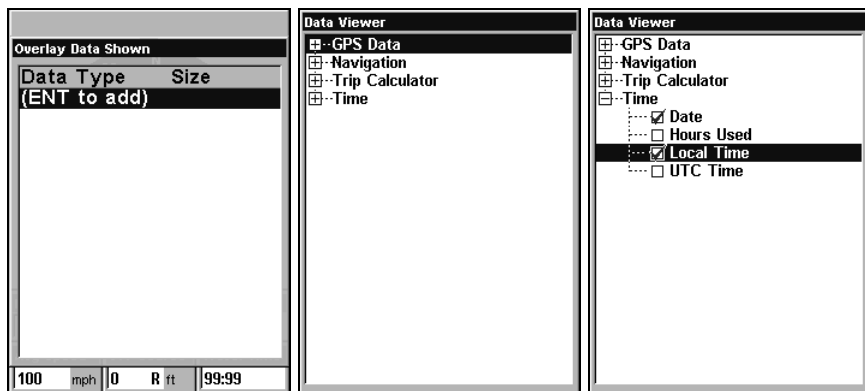 Overlay Data Shown
Data Type Size
(ENT to add)
100 mph 0 R ft 99:99
Data Viewer
GPS Data
Navigation
Trip Calculator
Time
Data Viewer
GPS Data
Navigation
Trip Calculator
Time
Date
Hours Used
Local Time
UTC Time